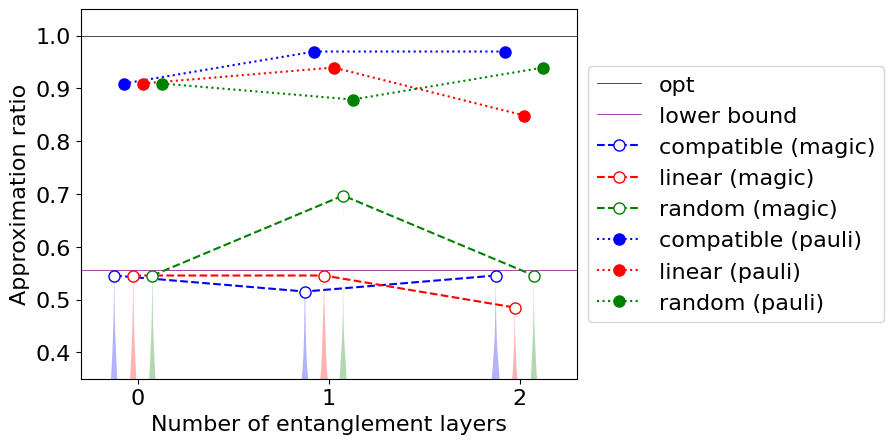 1.0
0.9
0.8
0.7
0.6
0.5
0.4
Approximation ratio
0 1 2
Number of entanglement layers
opt
lower bound
compatible (magic)
linear (magic)
random (magic)
compatible (pauli)
linear (pauli)
random (pauli)